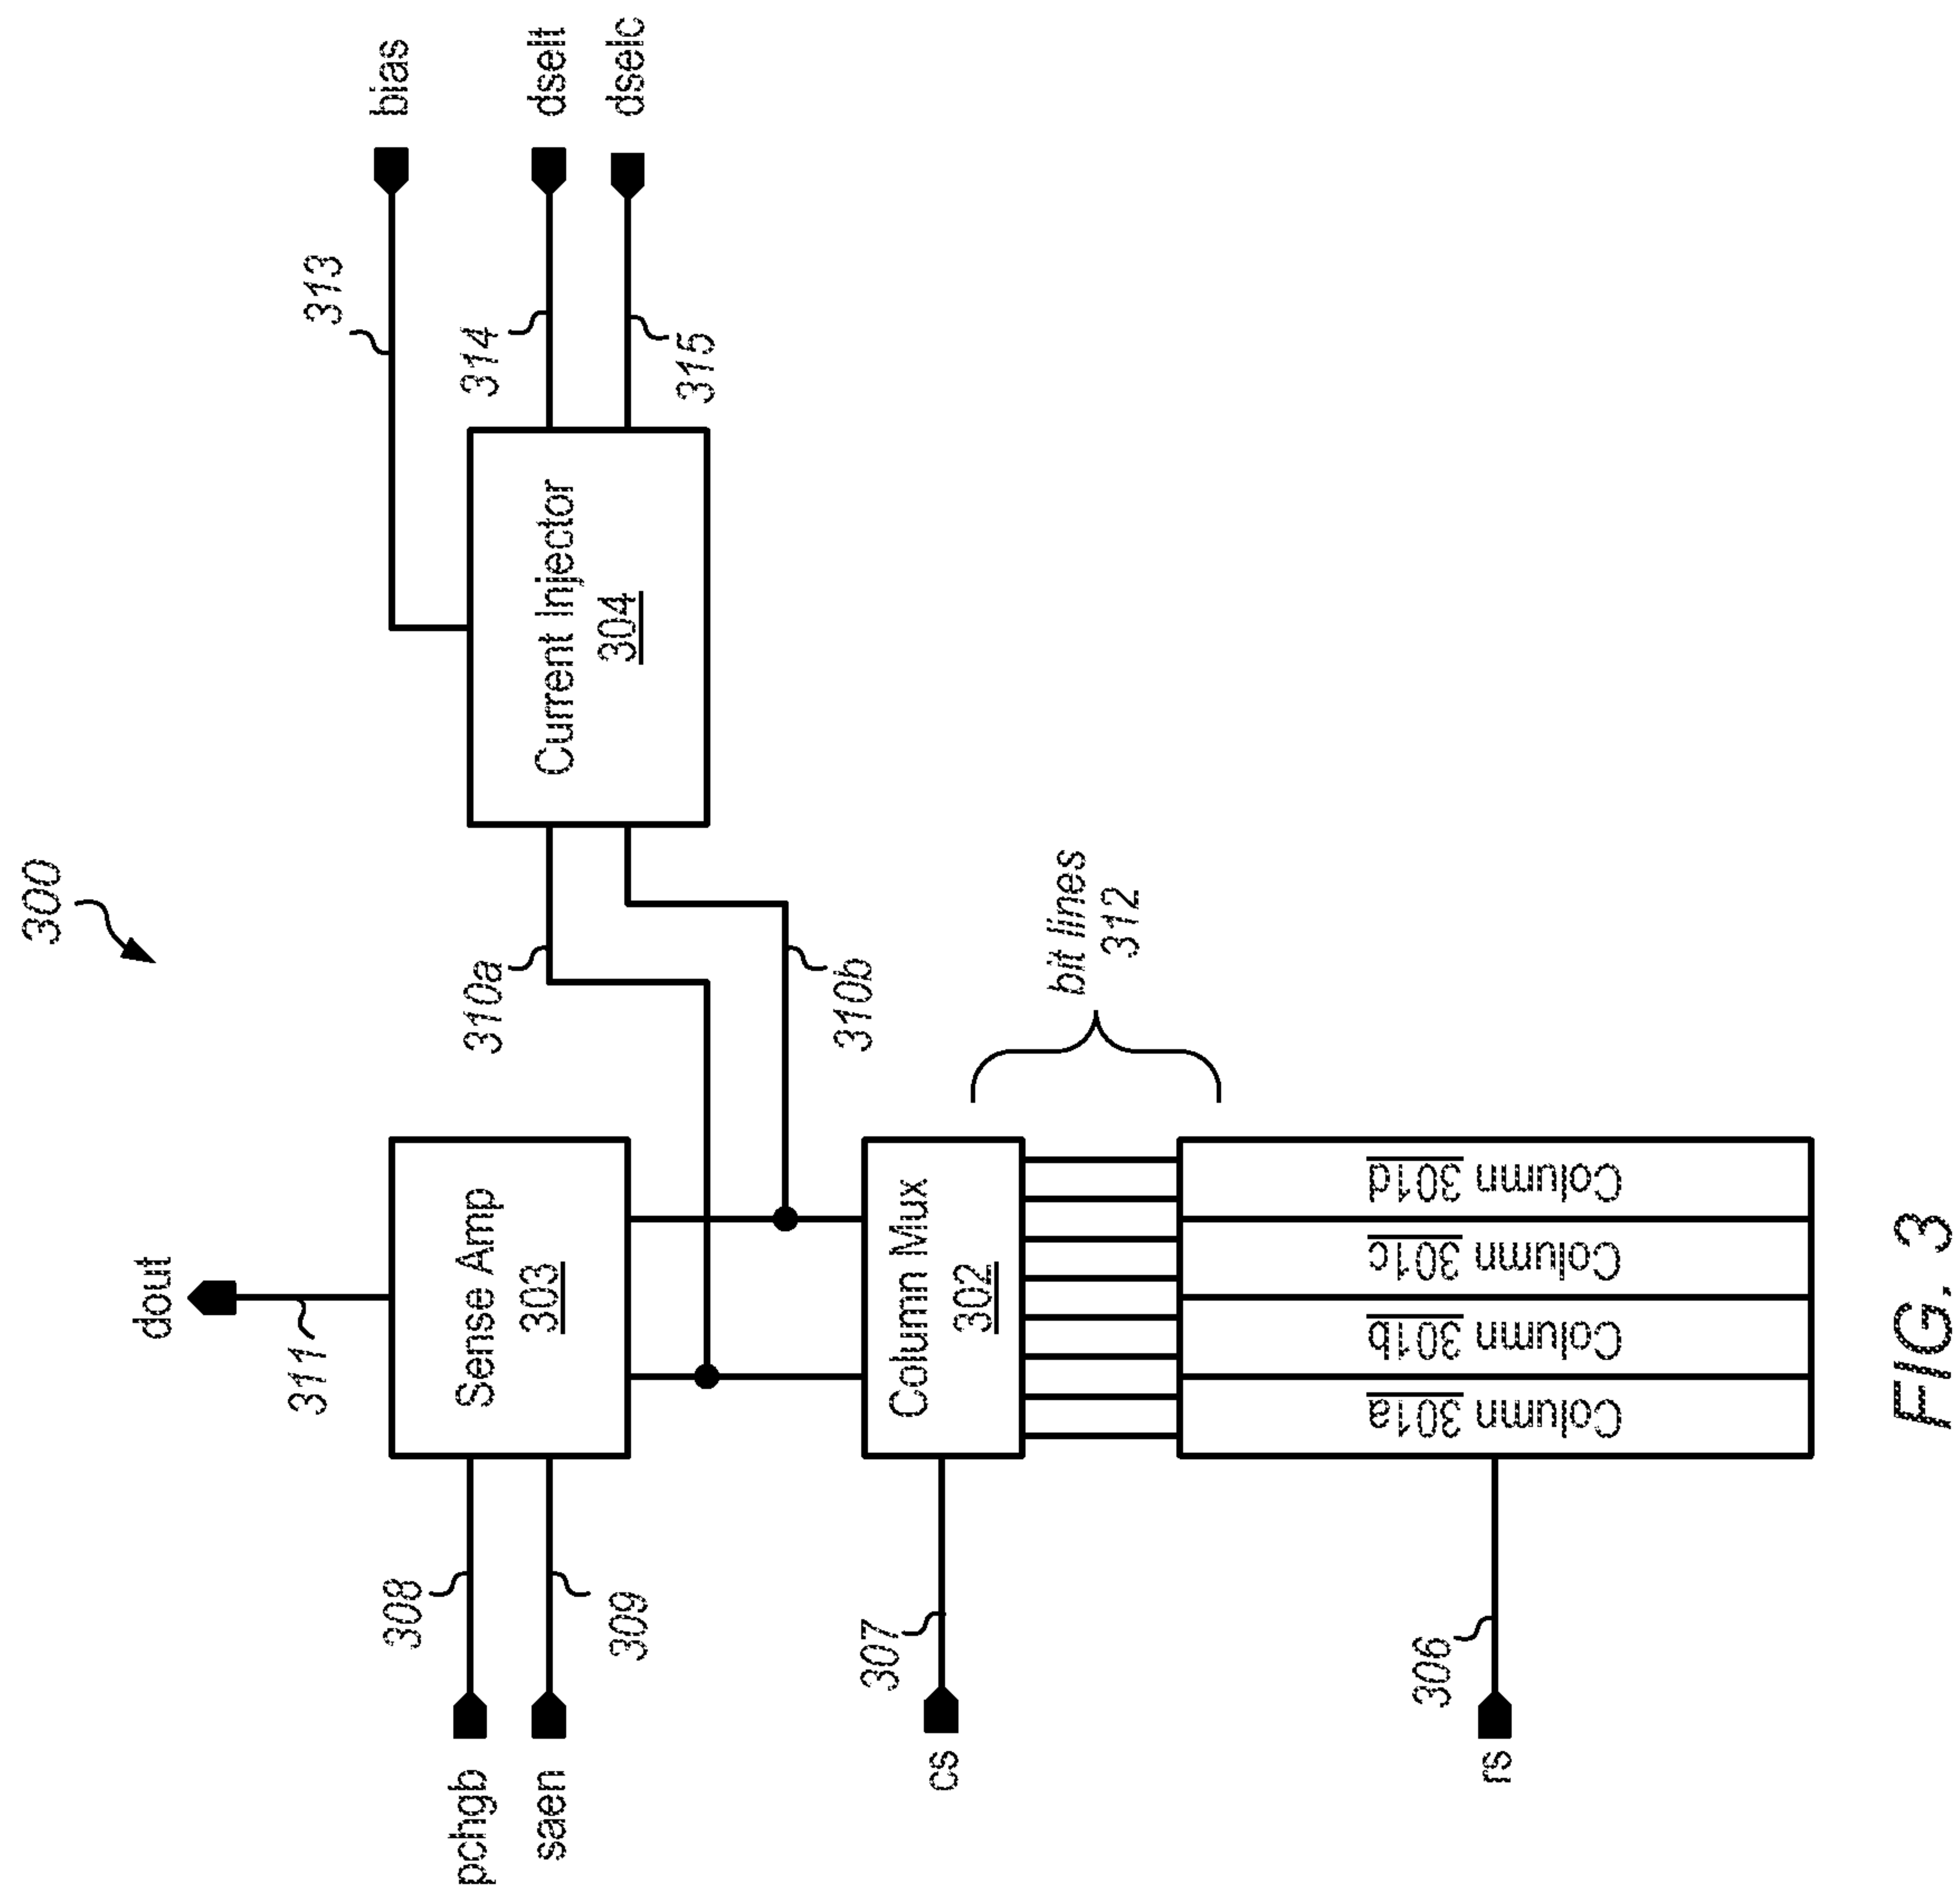 300
dout
311
pchgb
308
saen
309
Sense Amp
303
310a
310b
Current Injector
304
313
bias
314
dselt
315
dselc
cs
307
Column Mux
302
bit lines
312
rs
306
Column 301a
Column 301b
Column 301c
Column 301d
FIG. 3